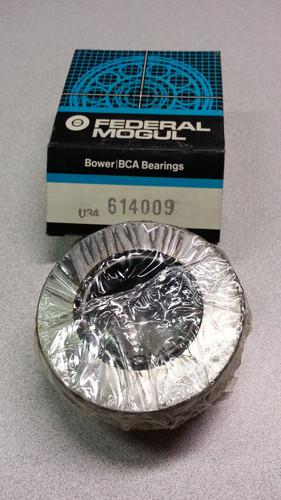 FEDERAL
MOGUL
Bower|BCA Bearings
U34 614009